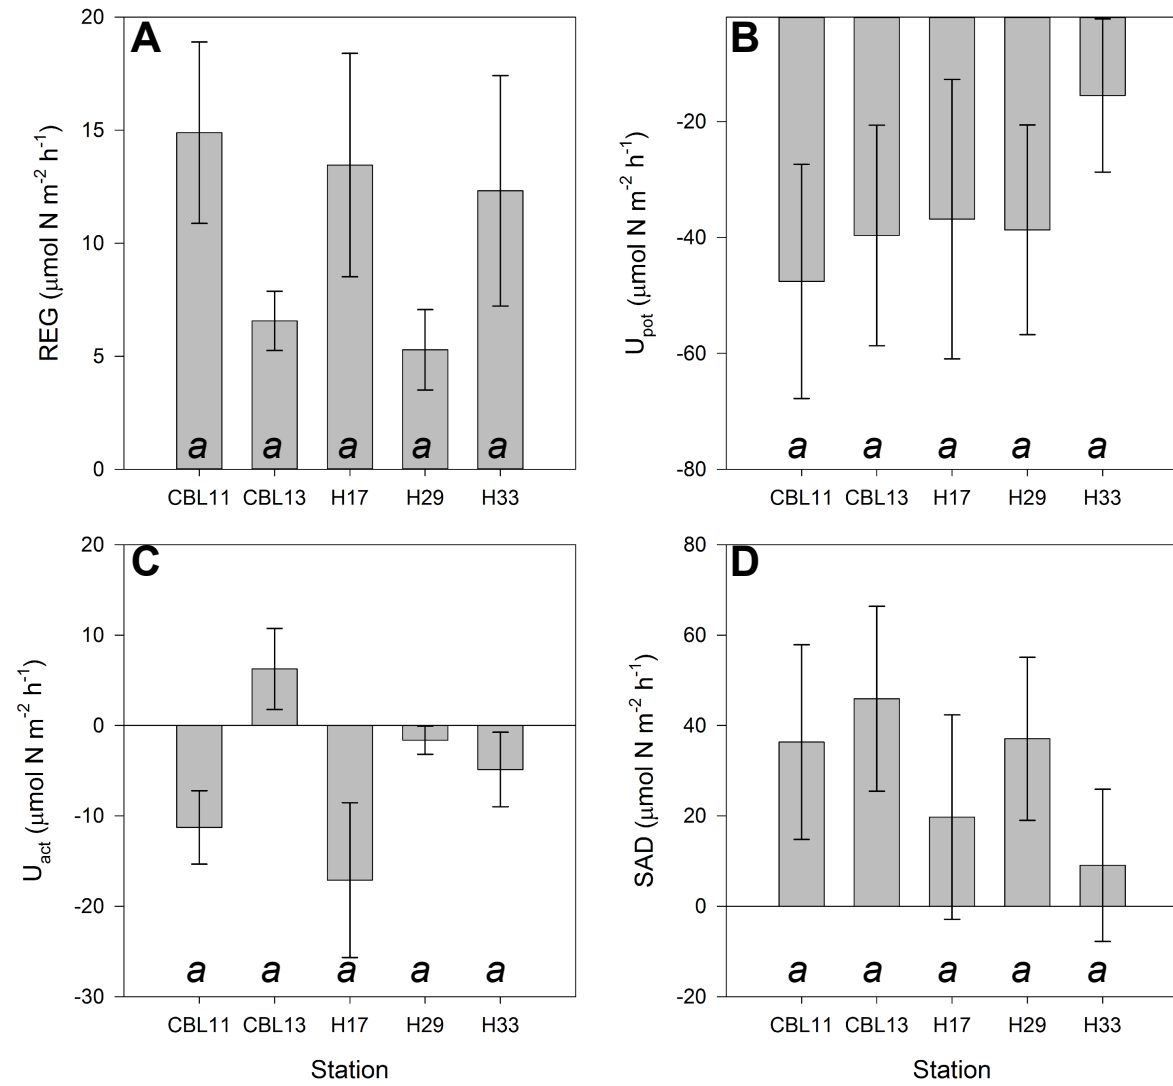 A
REG (μmol N m-2 h-1)
20
15
10
5
0
a a a a a
CBL11 CBL13 H17 H29 H33
B
Upot (μmol N m-2 h-1)
-20
-40
-60
-80
a a a a a
CBL11 CBL13 H17 H29 H33
C
Uact (μmol N m-2 h-1)
20
10
0
-10
-20
-30
a a a a a
CBL11 CBL13 H17 H29 H33
Station
D
SAD (μmol N m-2 h-1)
80
60
40
20
0
-20
a a a a a
CBL11 CBL13 H17 H29 H33
Station